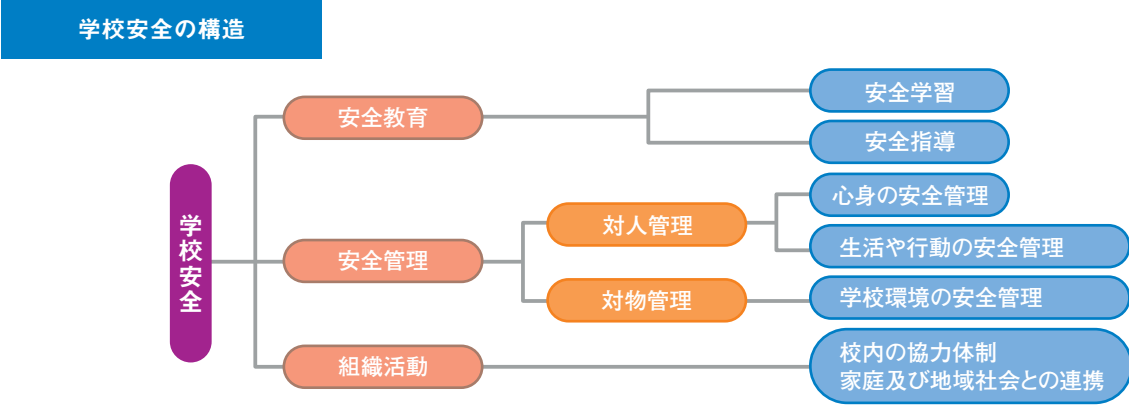 学校安全の構造
学校安全
安全教育
安全学習
安全指導
安全管理
対人管理
心身の安全管理
生活や行動の安全管理
対物管理
学校環境の安全管理
組織活動
校内の協力体制
家庭及び地域社会との連携